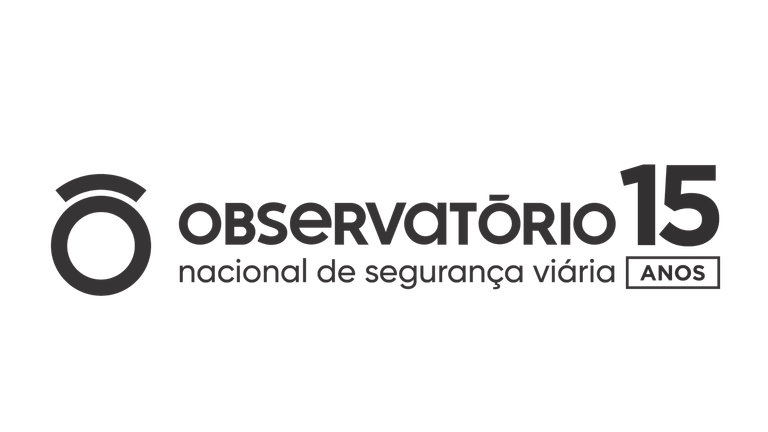 OBSERVATÓRIO 15
nacional de segurança viária ANOS